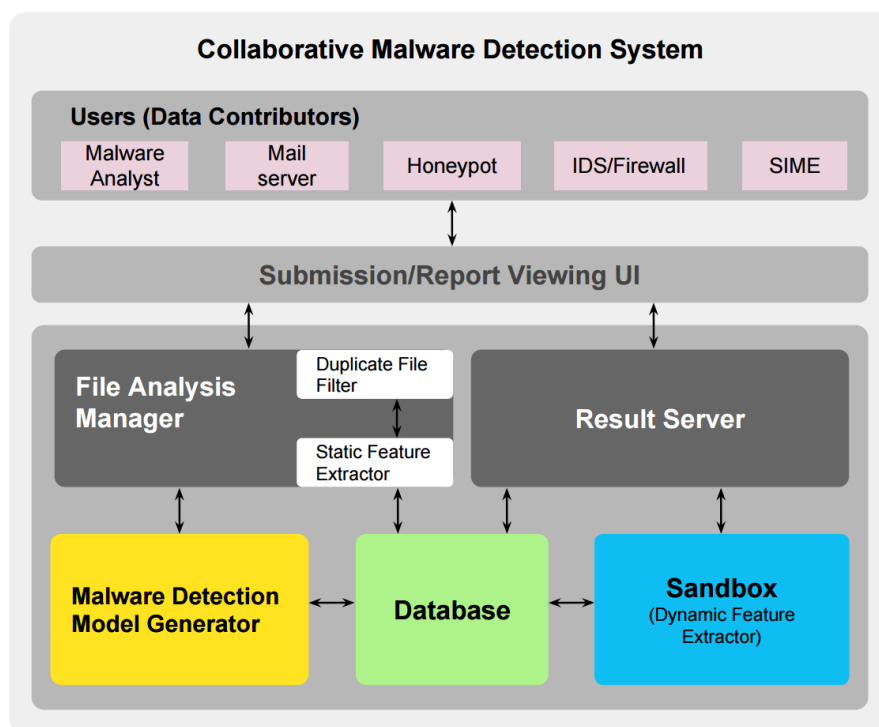 Collaborative Malware Detection System
Users (Data Contributors)
Malware
Analyst
Mail
server
Honeypot
IDS/Firewall
SIME
Submission/Report Viewing UI
File Analysis
Manager
Duplicate File
Filter
Static Feature
Extractor
Result Server
Malware Detection
Model Generator
Database
Sandbox
(Dynamic Feature
Extractor)